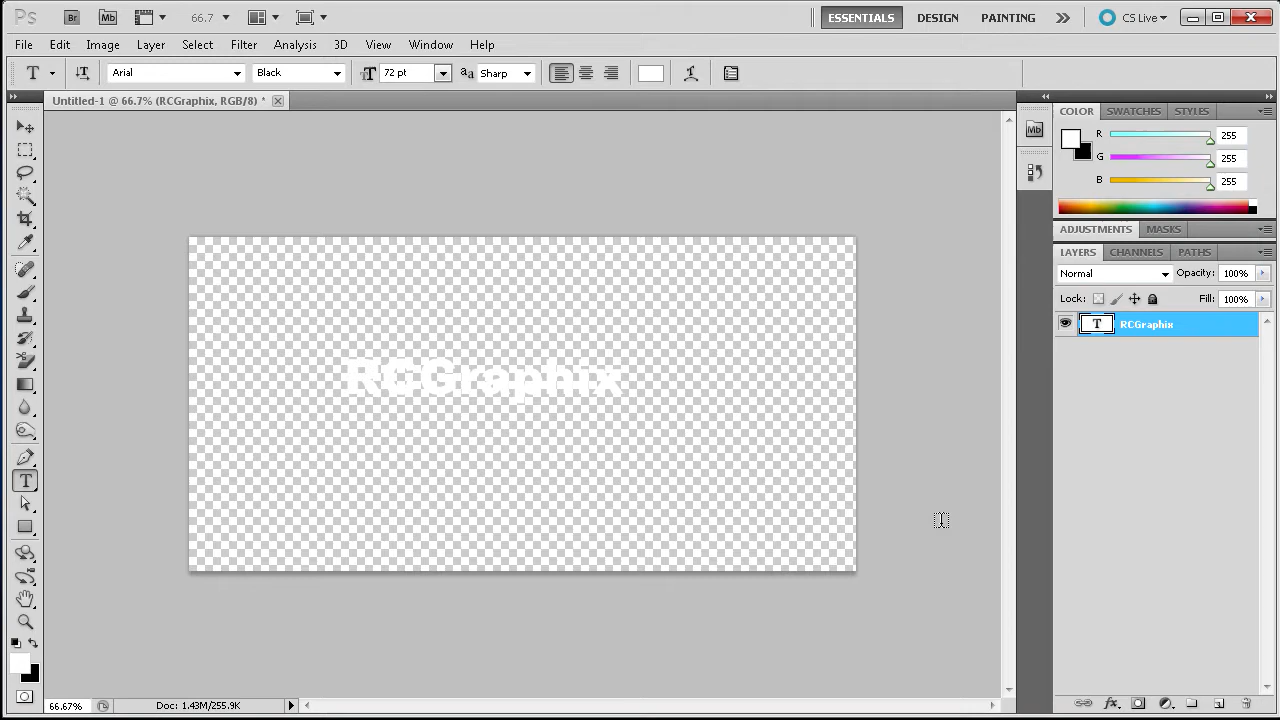 Ps Br Mb 66.7 ESSENTIALS DESIGN PAINTING CS Live
File Edit Image Layer Select Filter Analysis 3D View Window Help
T T Arial Black T 72 pt aa Sharp
Untitled-1 @ 66.7% (RCGraphix, RGB/8) *
Mb
COLOR SWATCHES STYLES
R 255
G 255
B 255
ADJUSTMENTS MASKS
LAYERS CHANNELS PATHS
Normal Opacity: 100%
Lock: Fill: 100%
T RCGraphix
RCGraphix
T
66.67% Doc: 1.43M/255.9K fx